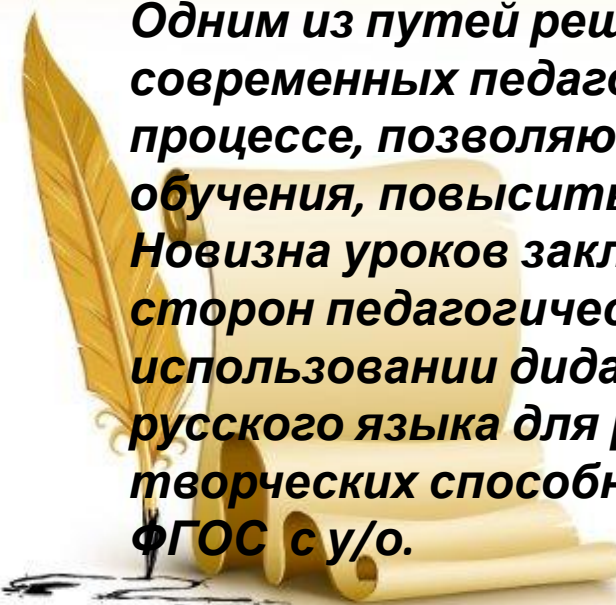 Одним из путей реш
современных педаго
процессе, позволяю
обучения, повысить
Новизна уроков закл
сторон педагогичес
использовании дида
русского языка для р
творческих способн
ФГОС с у/о.